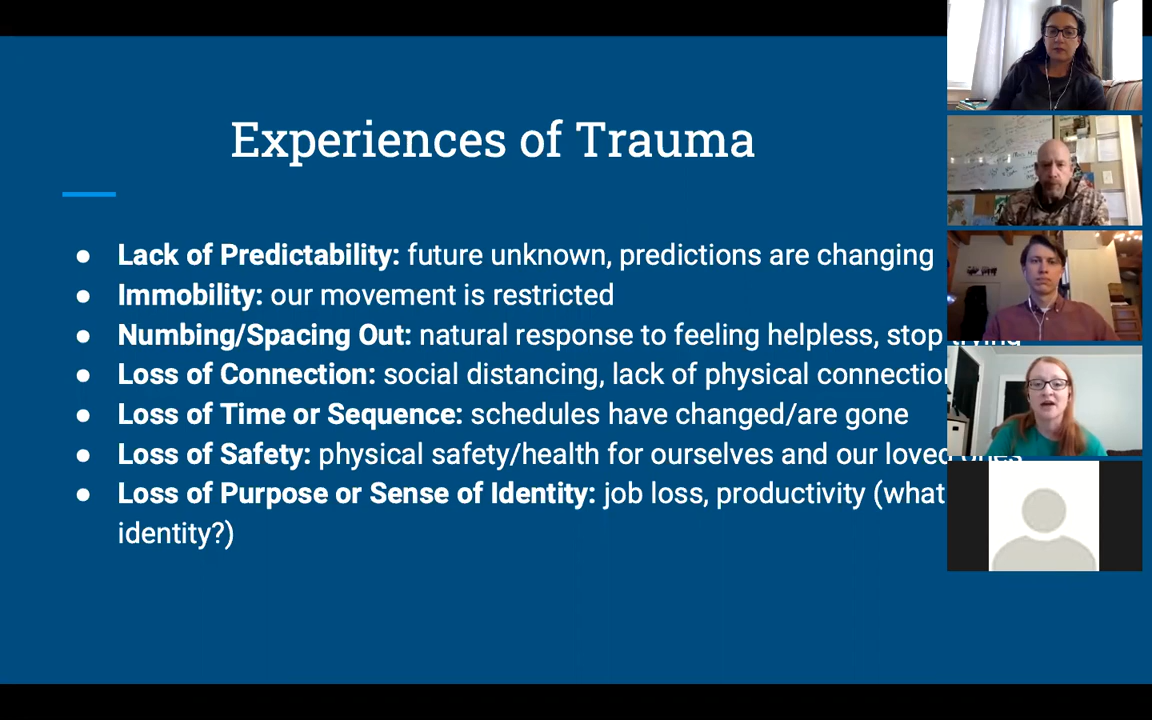 Experiences of Trauma
● Lack of Predictability: future unknown, predictions are changing
● Immobility: our movement is restricted
● Numbing/Spacing Out: natural response to feeling helpless, stop trying
● Loss of Connection: social distancing, lack of physical connection
● Loss of Time or Sequence: schedules have changed/are gone
● Loss of Safety: physical safety/health for ourselves and our loved ones
● Loss of Purpose or Sense of Identity: job loss, productivity (what
identity?)